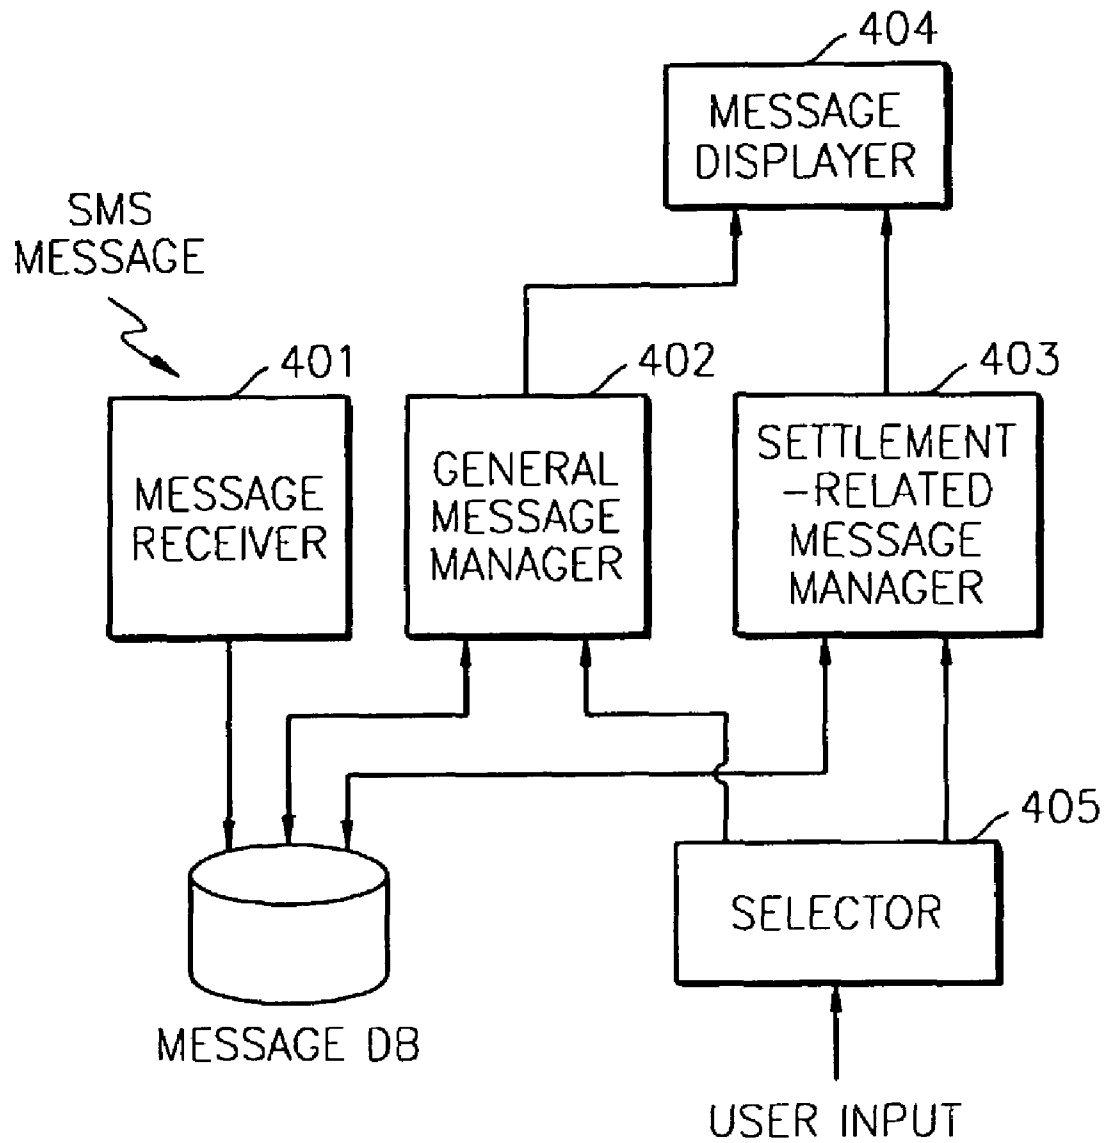 404
MESSAGE
DISPLAYER
SMS
MESSAGE
401
402
403
MESSAGE
RECEIVER
GENERAL
MESSAGE
MANAGER
SETTLEMENT
-RELATED
MESSAGE
MANAGER
405
SELECTOR
MESSAGE DB
USER INPUT